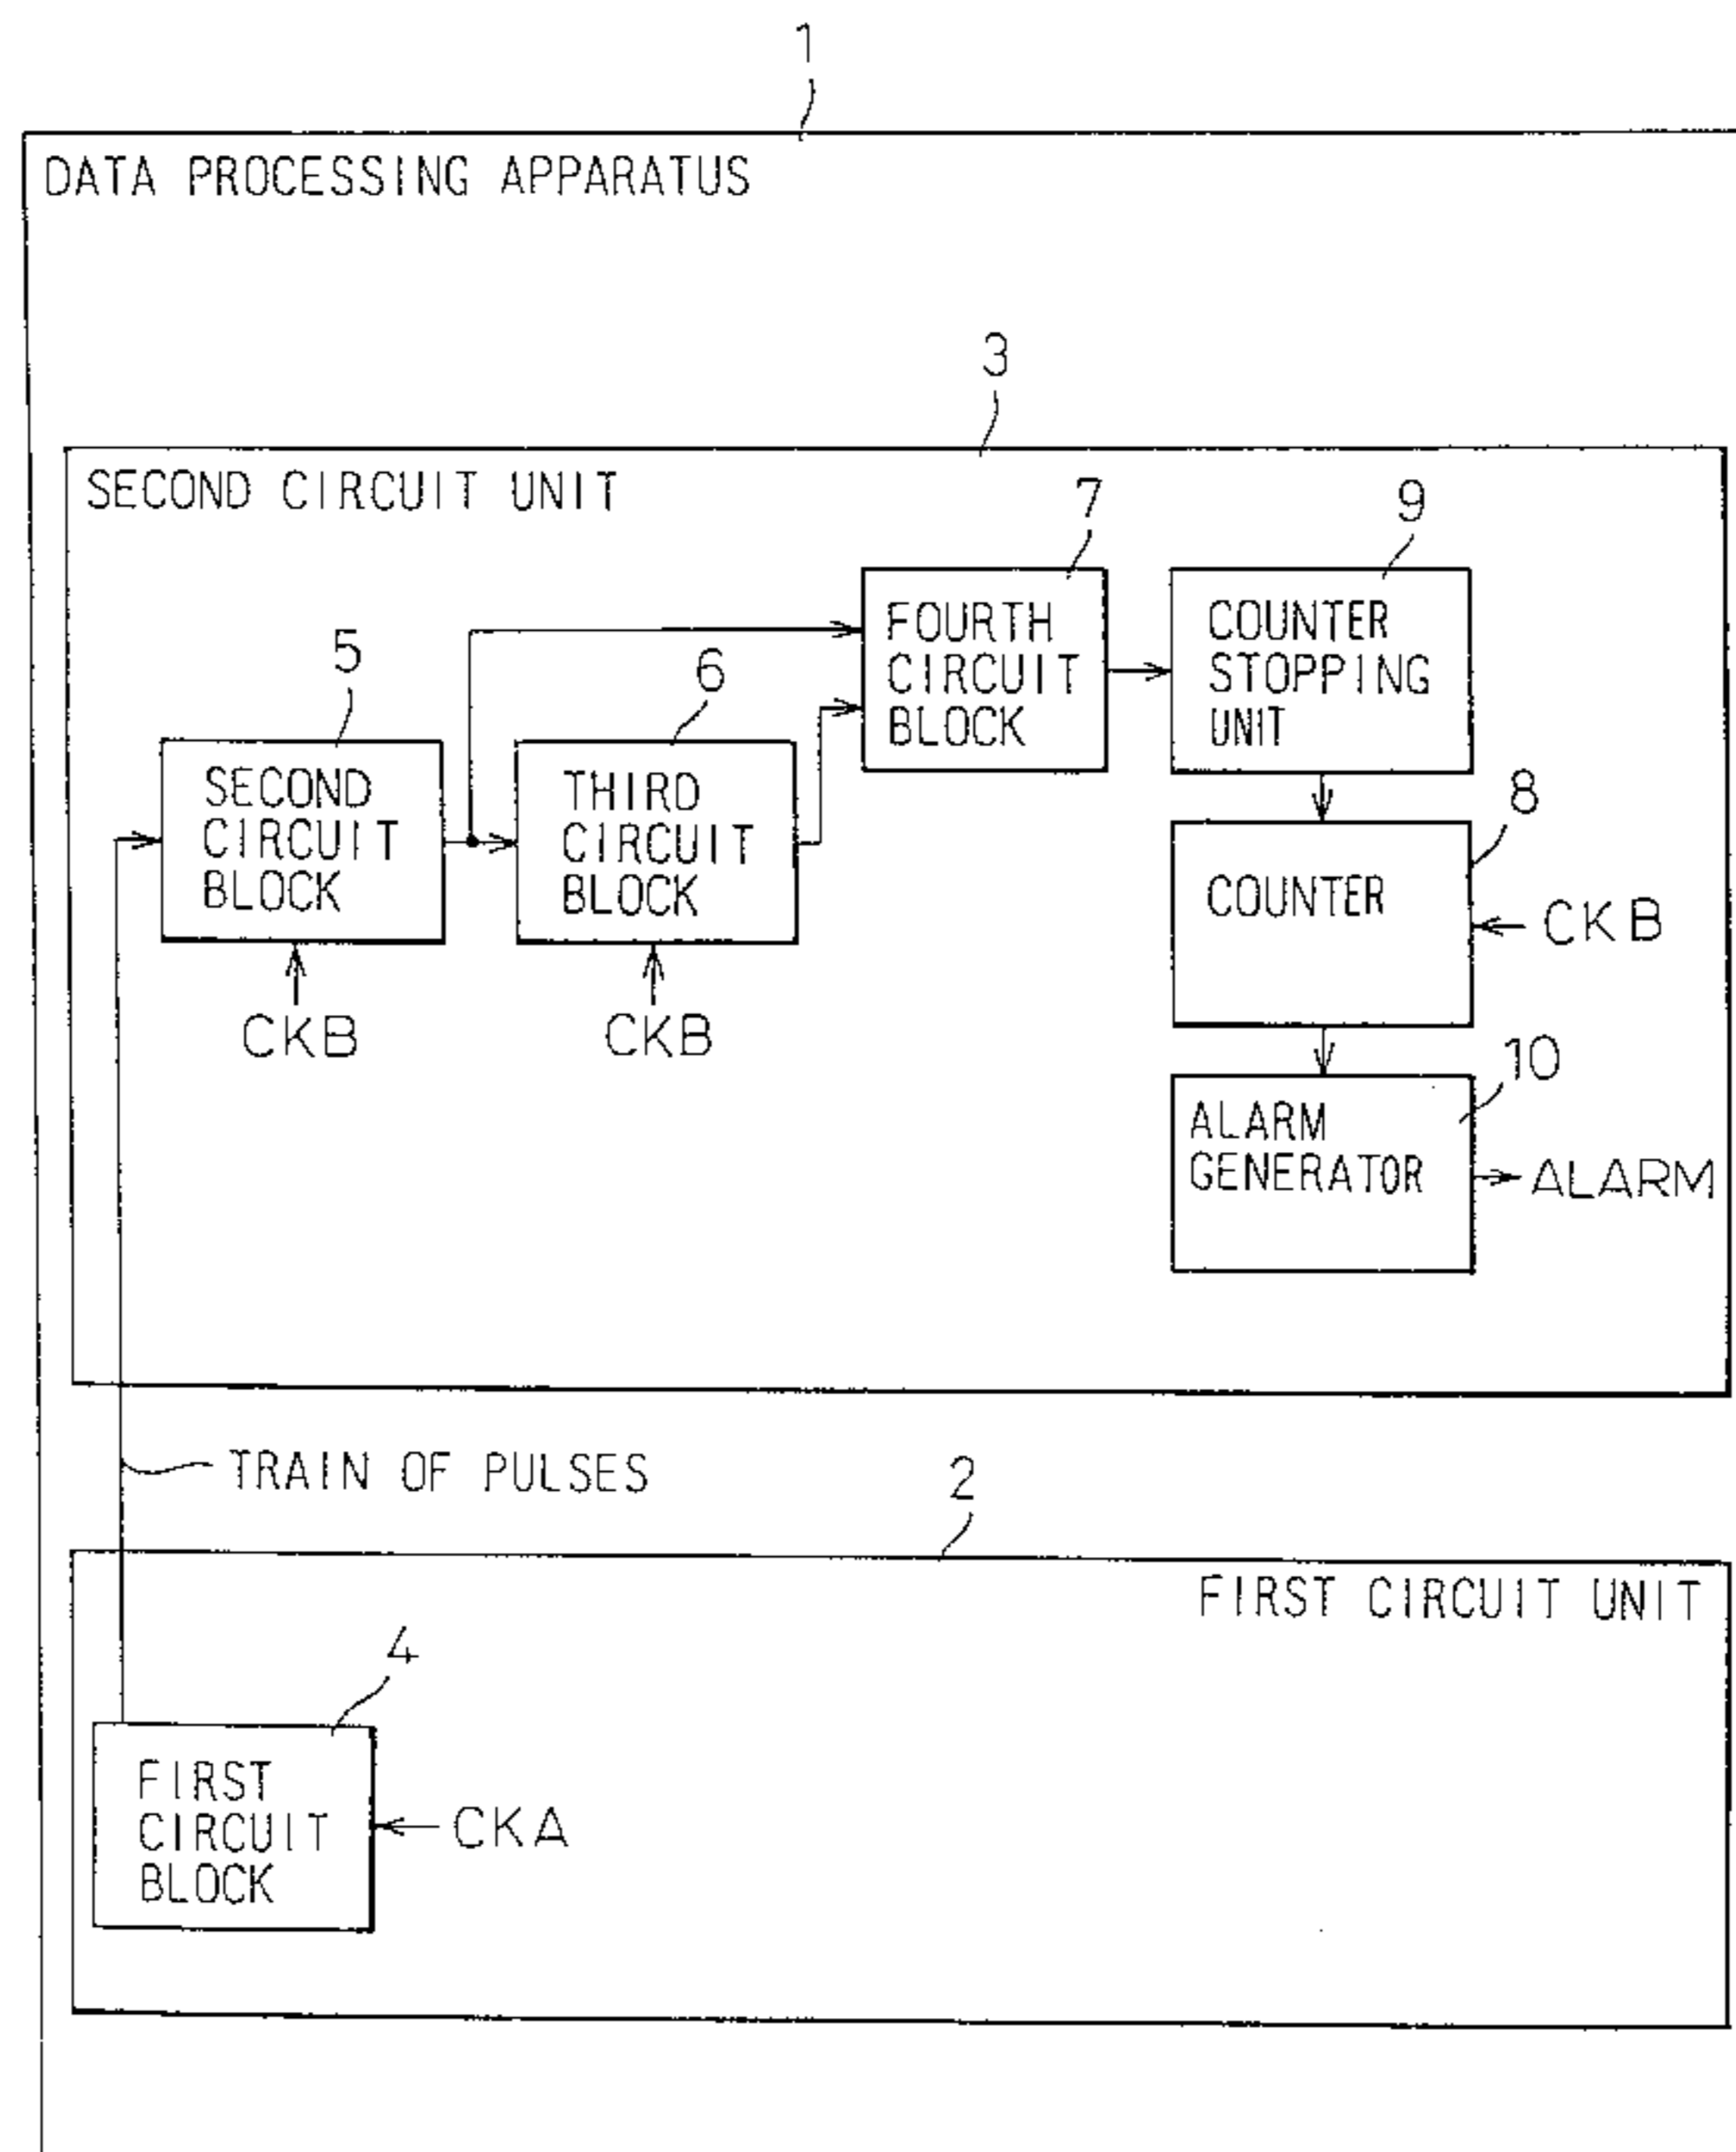 1
DATA PROCESSING APPARATUS
3
SECOND CIRCUIT UNIT
7
9
FOURTH
CIRCUIT
BLOCK
COUNTER
STOPPING
UNIT
5
6
SECOND
CIRCUIT
BLOCK
THIRD
CIRCUIT
BLOCK
8
COUNTER
CKB
CKB
CKB
10
ALARM
GENERATOR
ALARM
TRAIN OF PULSES
2
FIRST CIRCUIT UNIT
4
FIRST
CIRCUIT
BLOCK
CKA